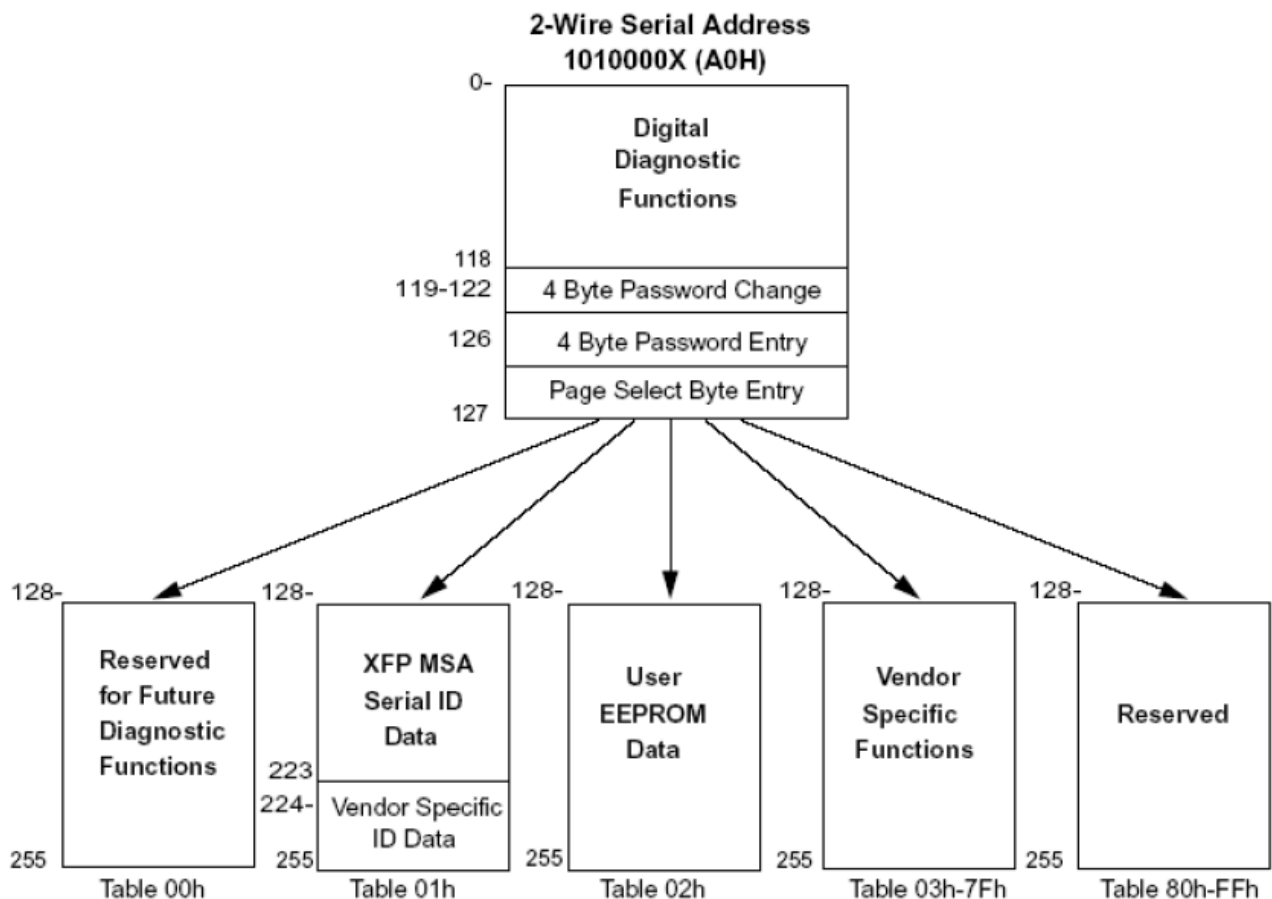 2-Wire Serial Address
1010000X (A0H)
0-
Digital
Diagnostic
Functions
118
119-122
4 Byte Password Change
126
4 Byte Password Entry
Page Select Byte Entry
127
128-
Reserved
for Future
Diagnostic
Functions
255
Table 00h
128-
XFP MSA
Serial ID
Data
223
224-
Vendor Specific
ID Data
255
Table 01h
128-
User
EEPROM
Data
255
Table 02h
128-
Vendor
Specific
Functions
255
Table 03h-7Fh
128-
Reserved
255
Table 80h-FFh